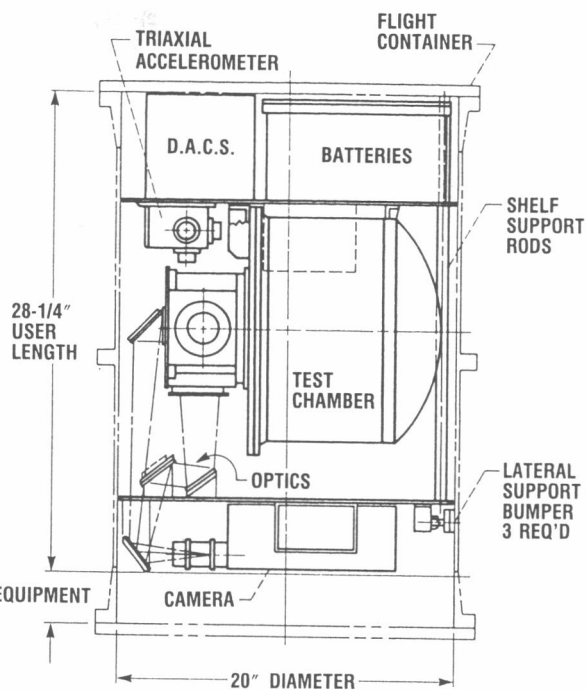 TRIAXIAL
ACCELEROMETER
FLIGHT
CONTAINER
D.A.C.S.
BATTERIES
SHELF
SUPPORT
RODS
28-1/4"
USER
LENGTH
TEST
CHAMBER
OPTICS
LATERAL
SUPPORT
BUMPER
3 REQ'D
EQUIPMENT
CAMERA
20" DIAMETER